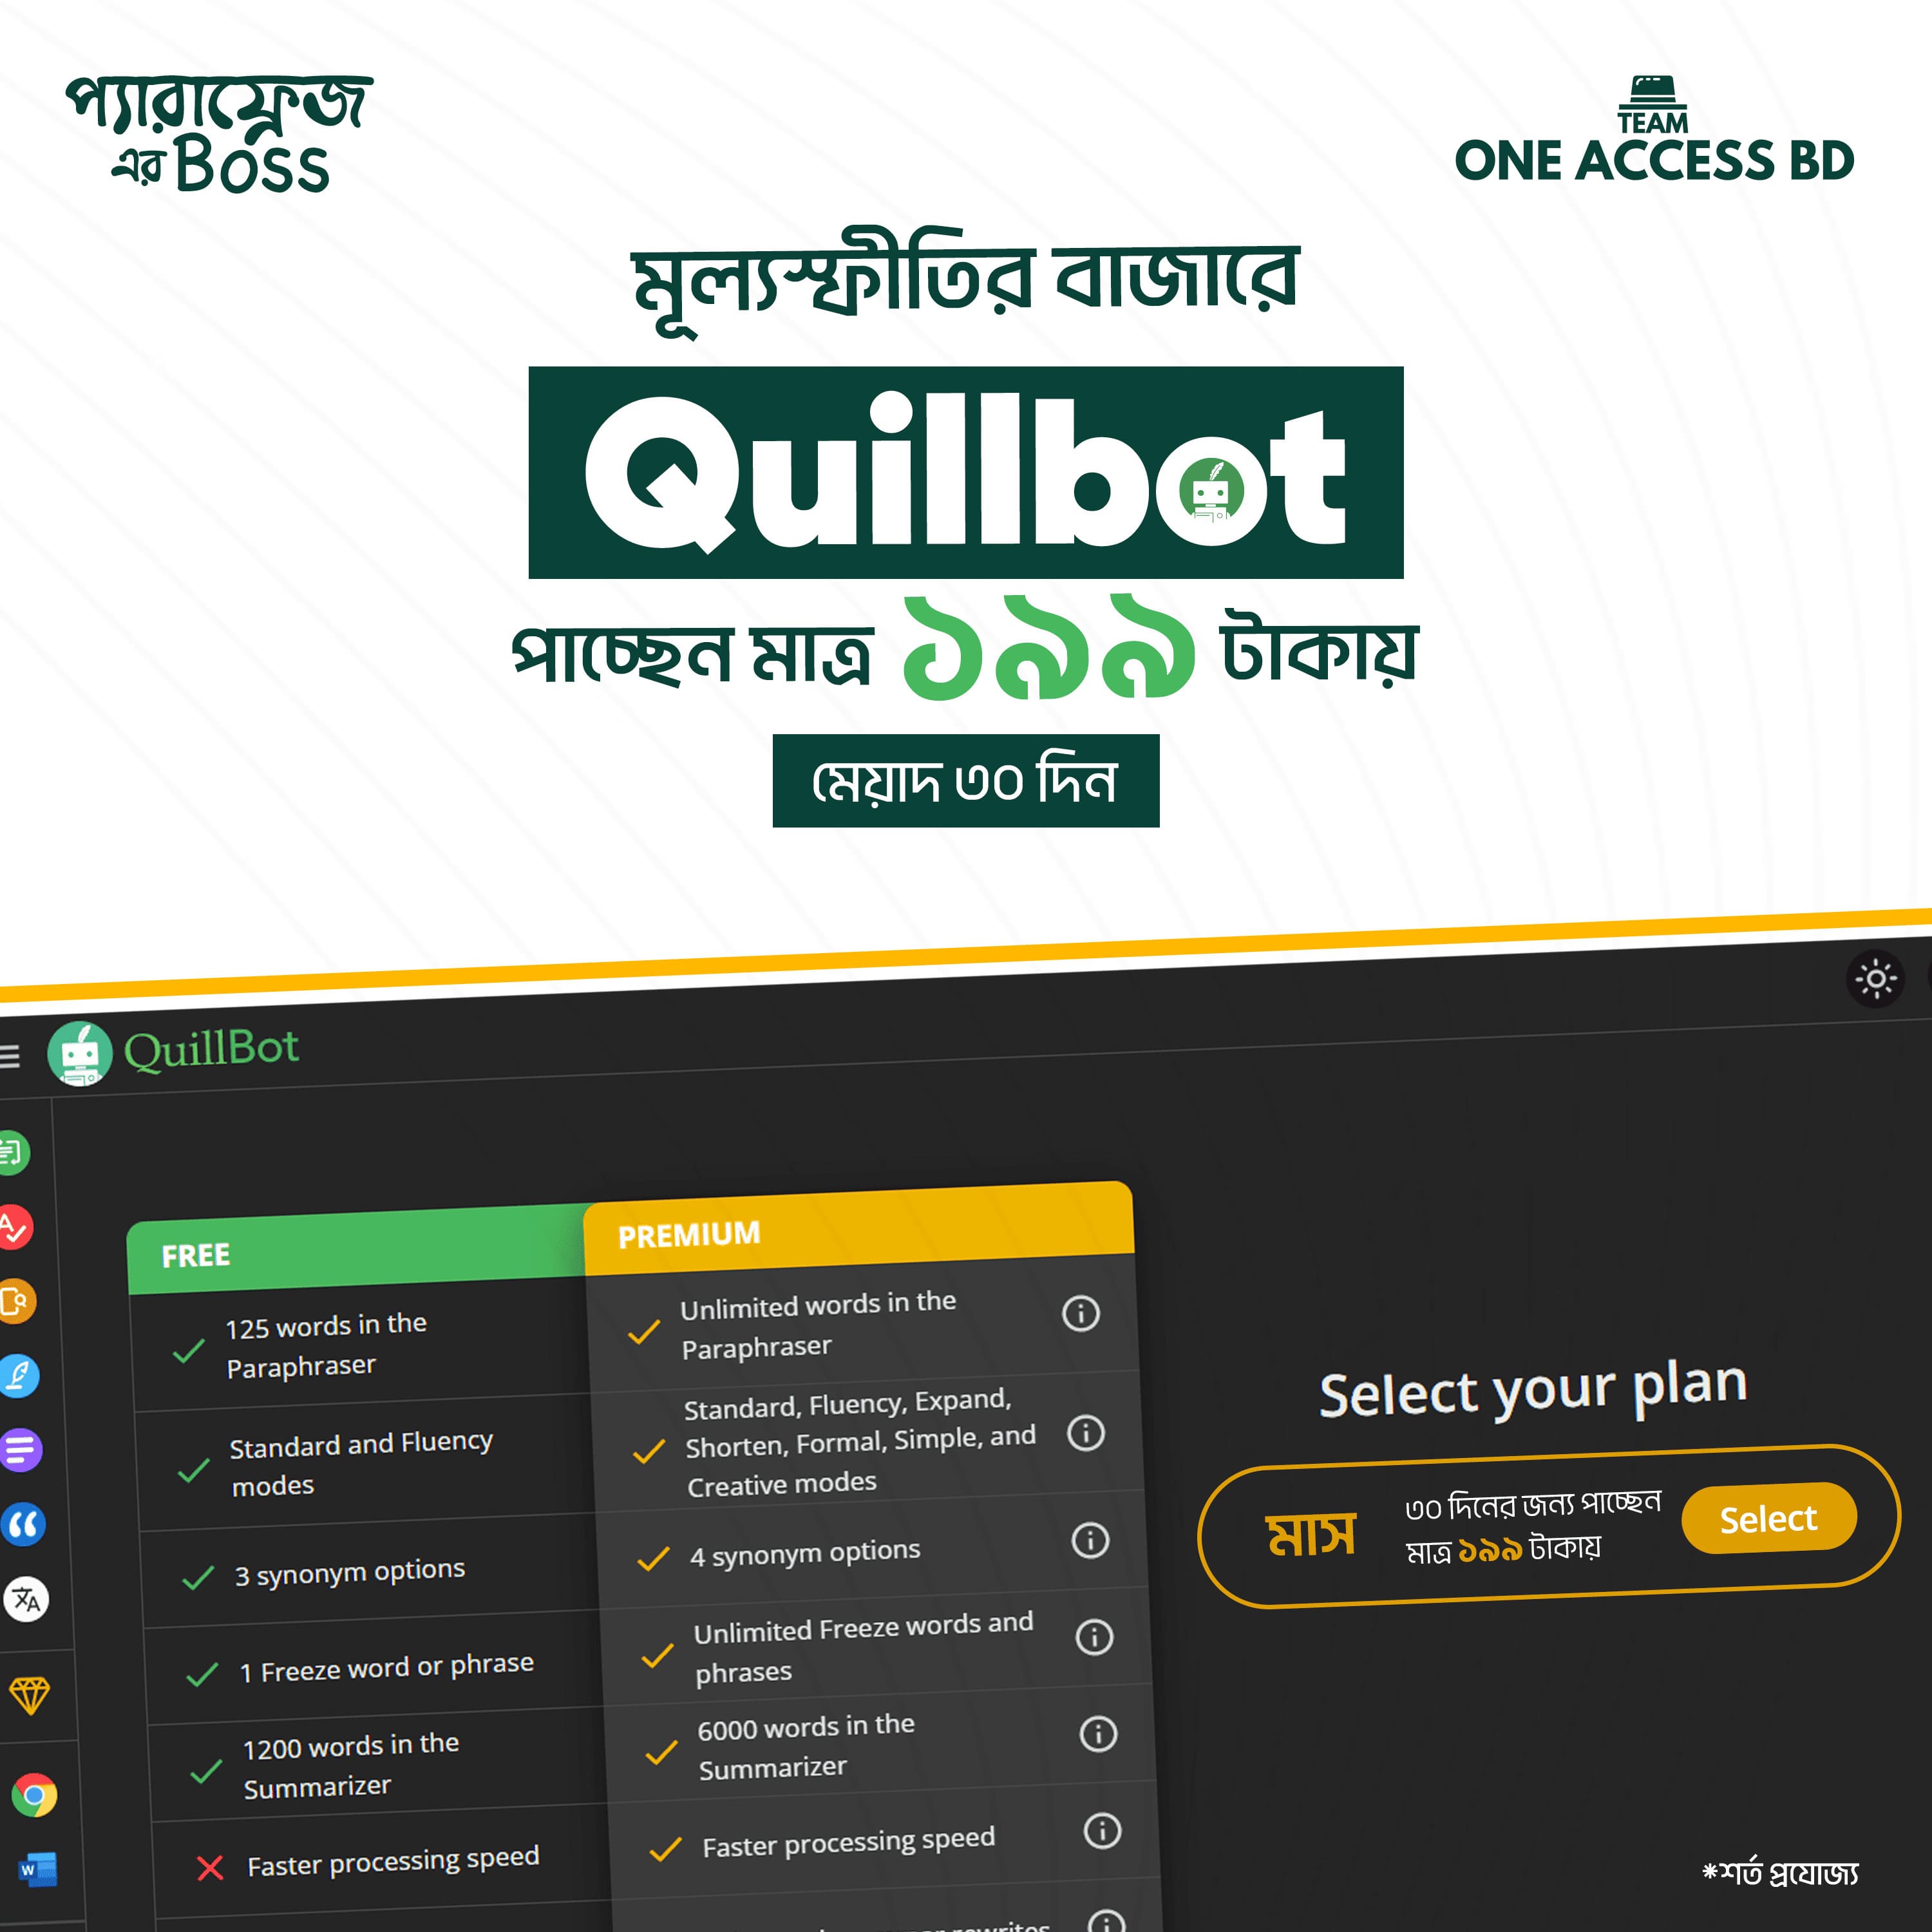 প্যারাফ্রেজ
এর Boss
TEAM
ONE ACCESS BD
মূল্যস্ফীতির বাজারে
Quillbot
পাচ্ছেন মাত্র ১৯৯ টাকায়
মেয়াদ ৩০ দিন
QuillBot
FREE
125 words in the
Paraphraser
Standard and Fluency
modes
3 synonym options
1 Freeze word or phrase
1200 words in the
Summarizer
Faster processing speed
PREMIUM
Unlimited words in the
Paraphraser
Standard, Fluency, Expand,
Shorten, Formal, Simple, and
Creative modes
4 synonym options
Unlimited Freeze words and
phrases
6000 words in the
Summarizer
Faster processing speed
Select your plan
মাস
৩০ দিনের জন্য পাচ্ছেন
মাত্র ১৯৯ টাকায়
Select
*শর্ত প্রযোজ্য